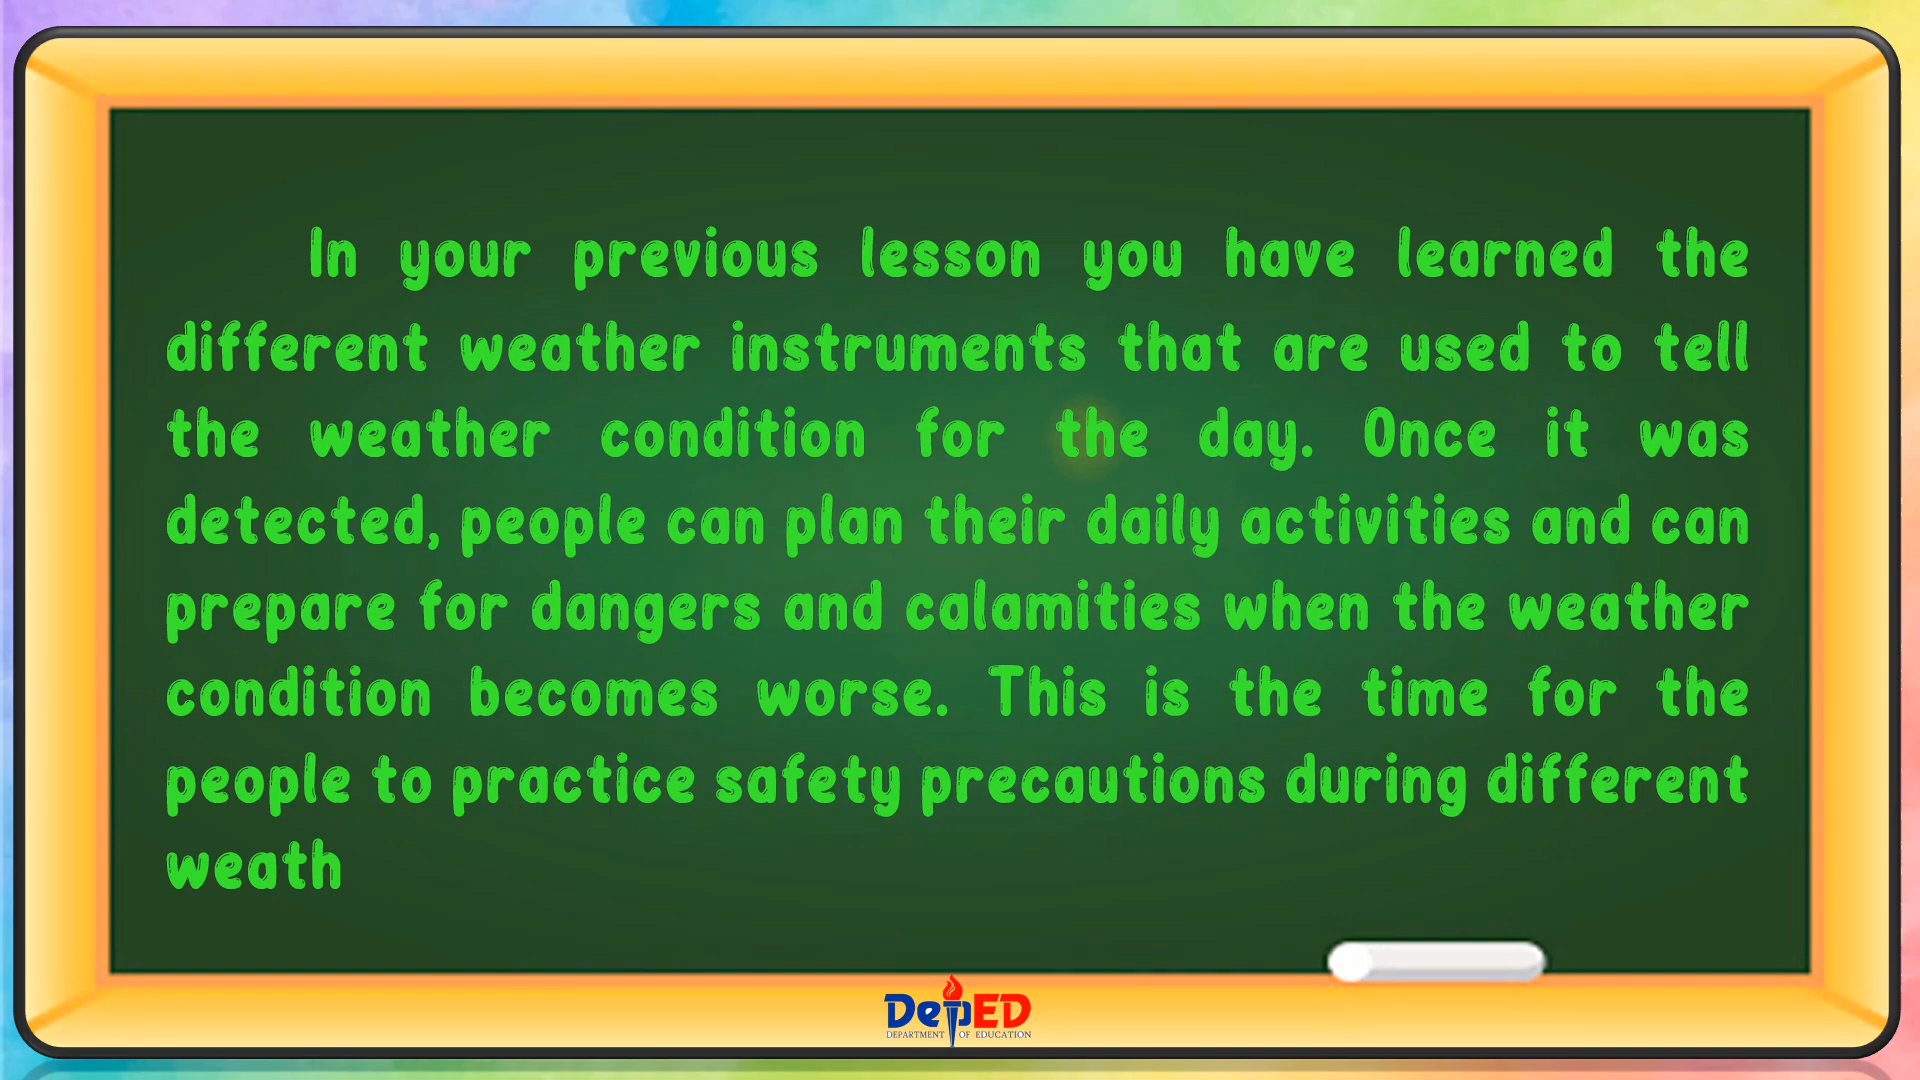 In your previous lesson you have learned the
different weather instruments that are used to tell
the weather condition for the day. Once it was
detected, people can plan their daily activities and can
prepare for dangers and calamities when the weather
condition becomes worse. This is the time for the
people to practice safety precautions during different
weath
DepED
DEPARTMENT OF EDUCATION